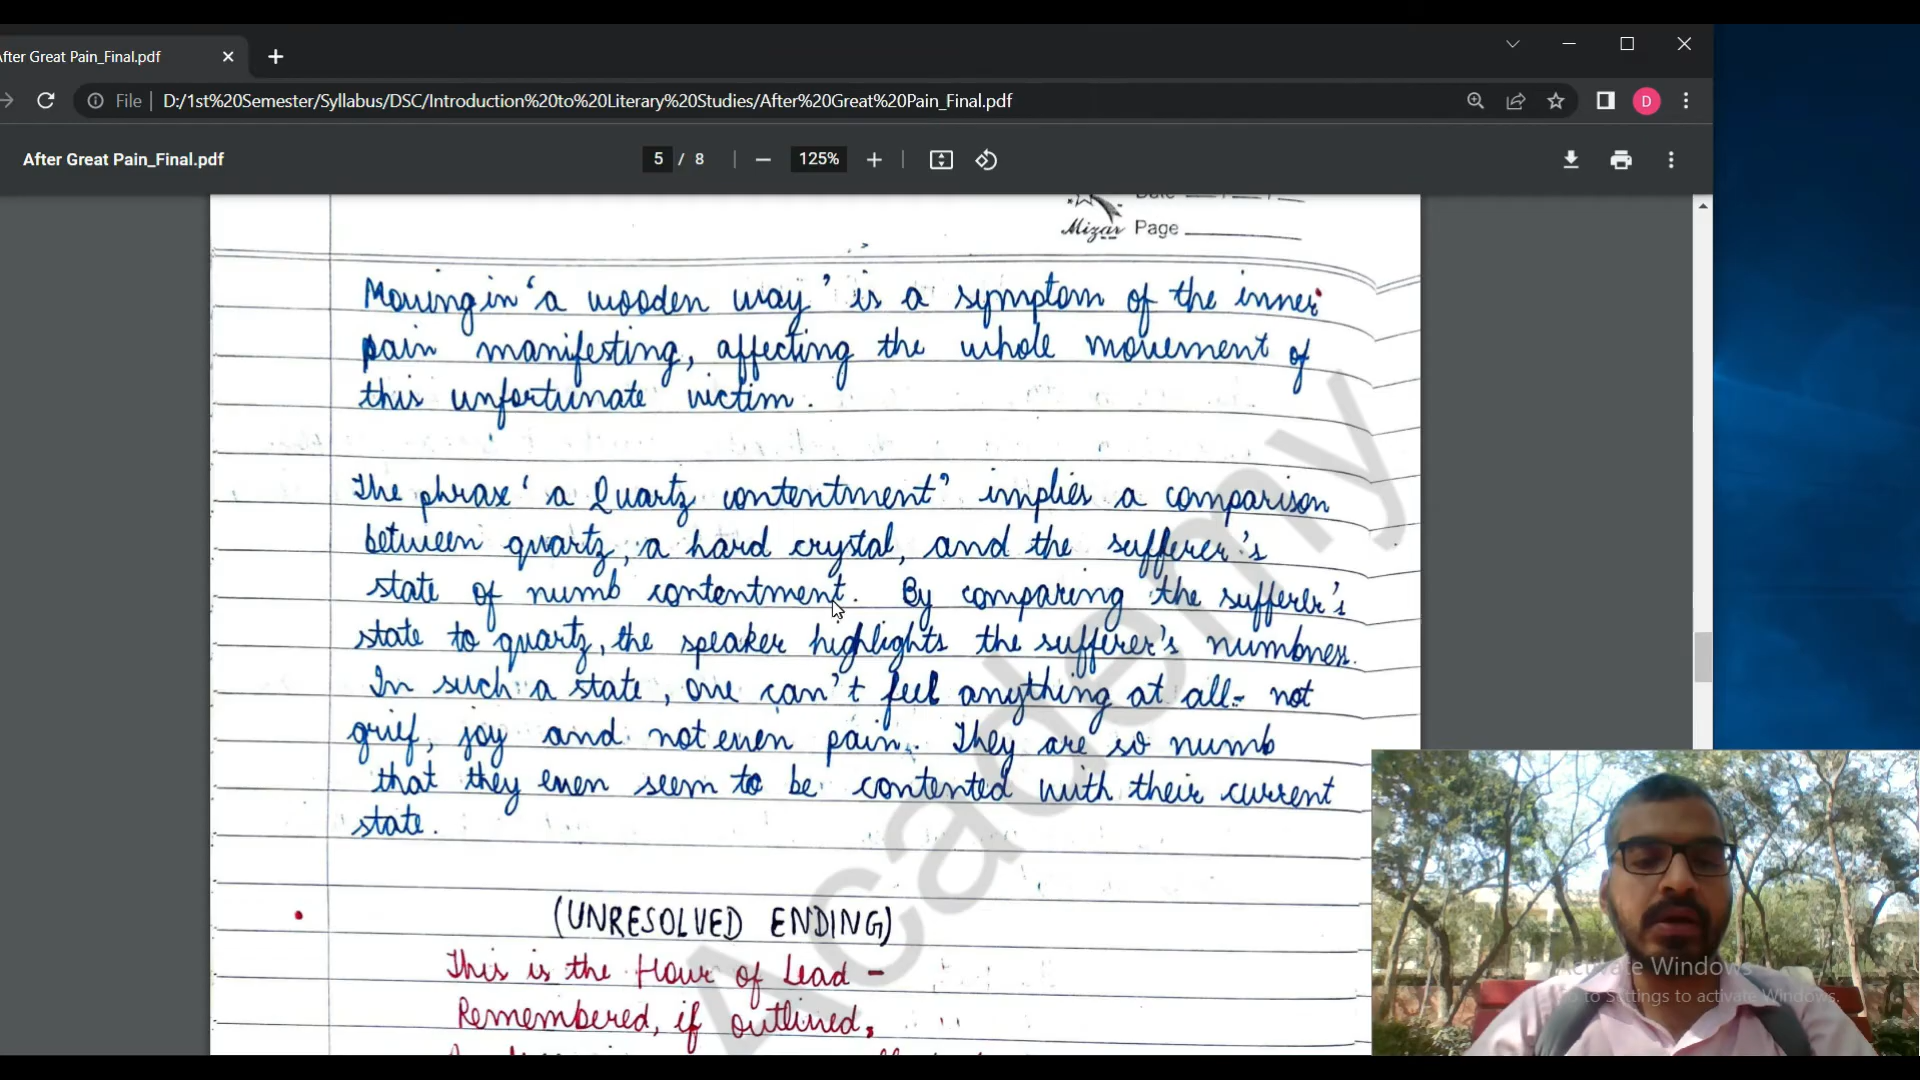 After Great Pain_Final.pdf
File D:/1st%20Semester/Syllabus/DSC/Introduction%20to%20Literary%20Studies/After%20Great%20Pain_Final.pdf
D
After Great Pain_Final.pdf
5 / 8
125%
Date
Mizar Page
Moving in 'a wooden way' is a symptom of the inner
pain manifesting, affecting the whole movement of
this unfortunate victim.
The phrase 'a Quartz contentment' implies a comparison
between quartz, a hard crystal, and the sufferer's
state of numb contentment. By comparing the sufferer's
state to quartz, the speaker highlights the sufferer's numbness.
In such a state, one can't feel anything at all - not
grief, joy and not even pain. They are so numb
that they even seem to be contented with their current
state.
(UNRESOLVED ENDING)
This is the Hour of Lead -
Remembered, if outlined,
Academy
Activate Windows
Go to Settings to activate Windows.